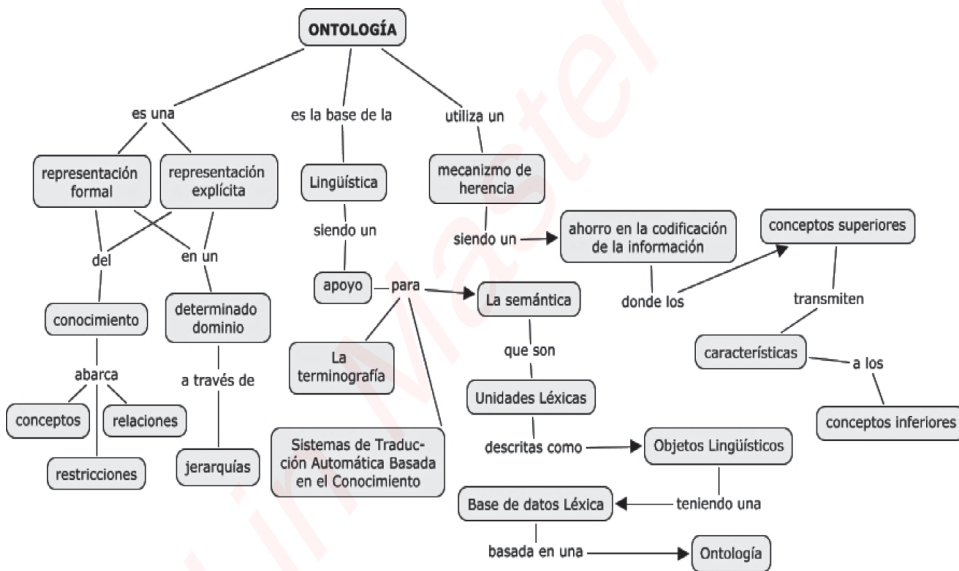 ONTOLOGÍA
es una
es la base de la
utiliza un
representación
formal
representación
explícita
Lingüística
mecanizmo de
herencia
siendo un
siendo un
ahorro en la codificación
de la información
conceptos superiores
del
en un
apoyo
para
La semántica
donde los
transmiten
conocimiento
determinado
dominio
La
terminografía
que son
características
a los
abarca
a través de
conceptos
relaciones
Unidades Léxicas
conceptos inferiores
restricciones
jerarquías
Sistemas de Traduc-
ción Automática Basada
en el Conocimiento
descritas como
Objetos Lingüísticos
Base de datos Léxica
teniendo una
basada en una
Ontología
in Master